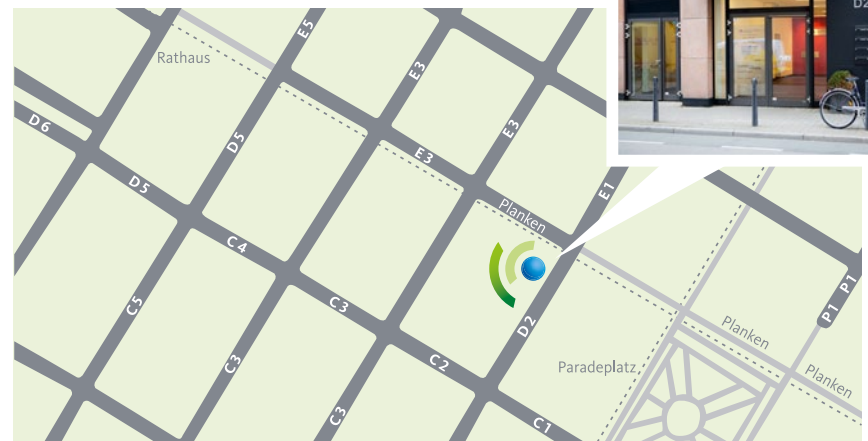 E5
D2
Rathaus
E3
D6
D5
E3
E3
D5
E1
C4
Planken
C5
C3
P1
P1
D2
Planken
C3
C2
Paradeplatz
Planken
C3
C1